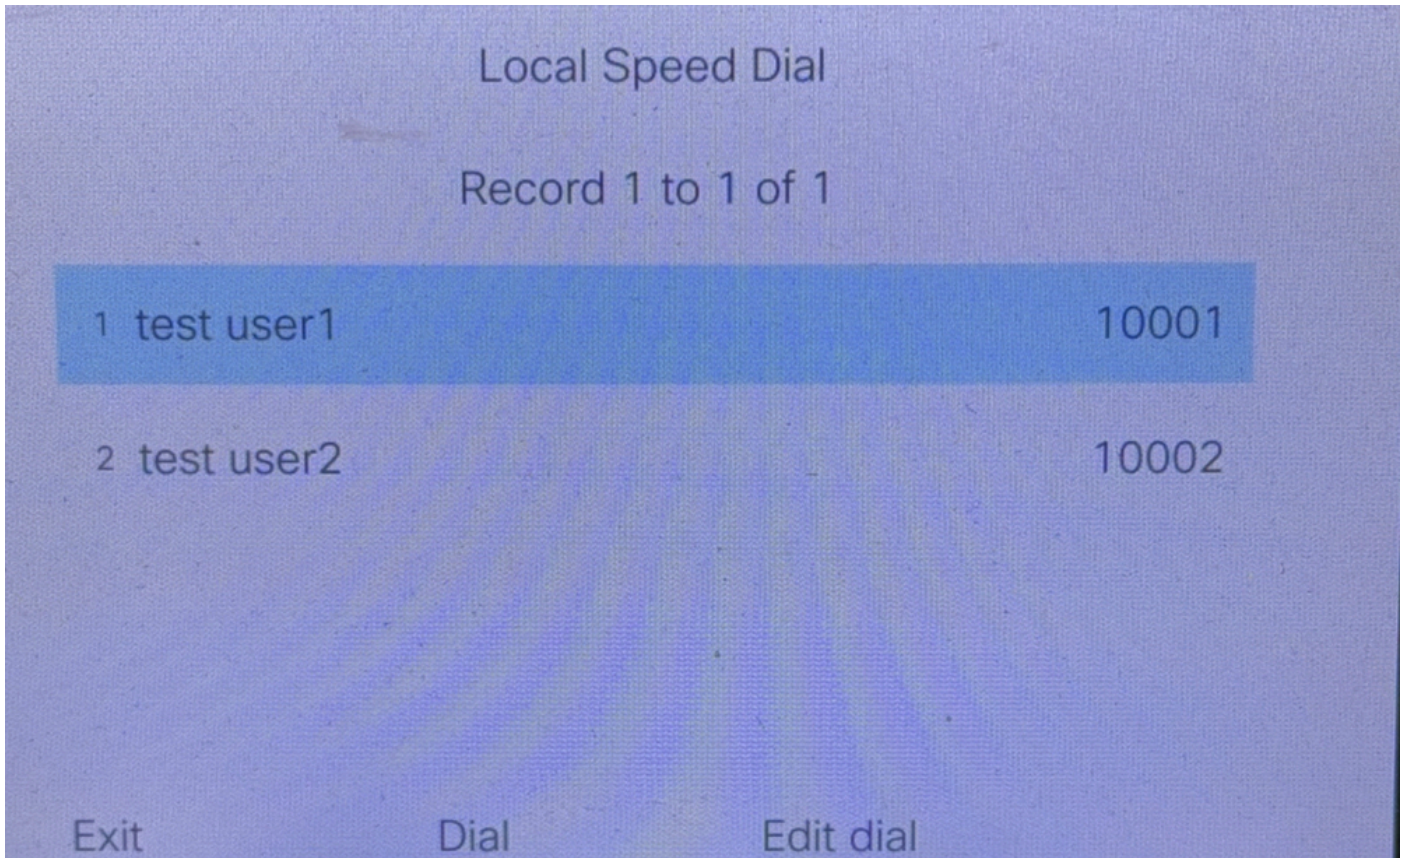 Local Speed Dial
Record 1 to 1 of 1
1 test user1 10001
2 test user2 10002
Exit Dial Edit dial